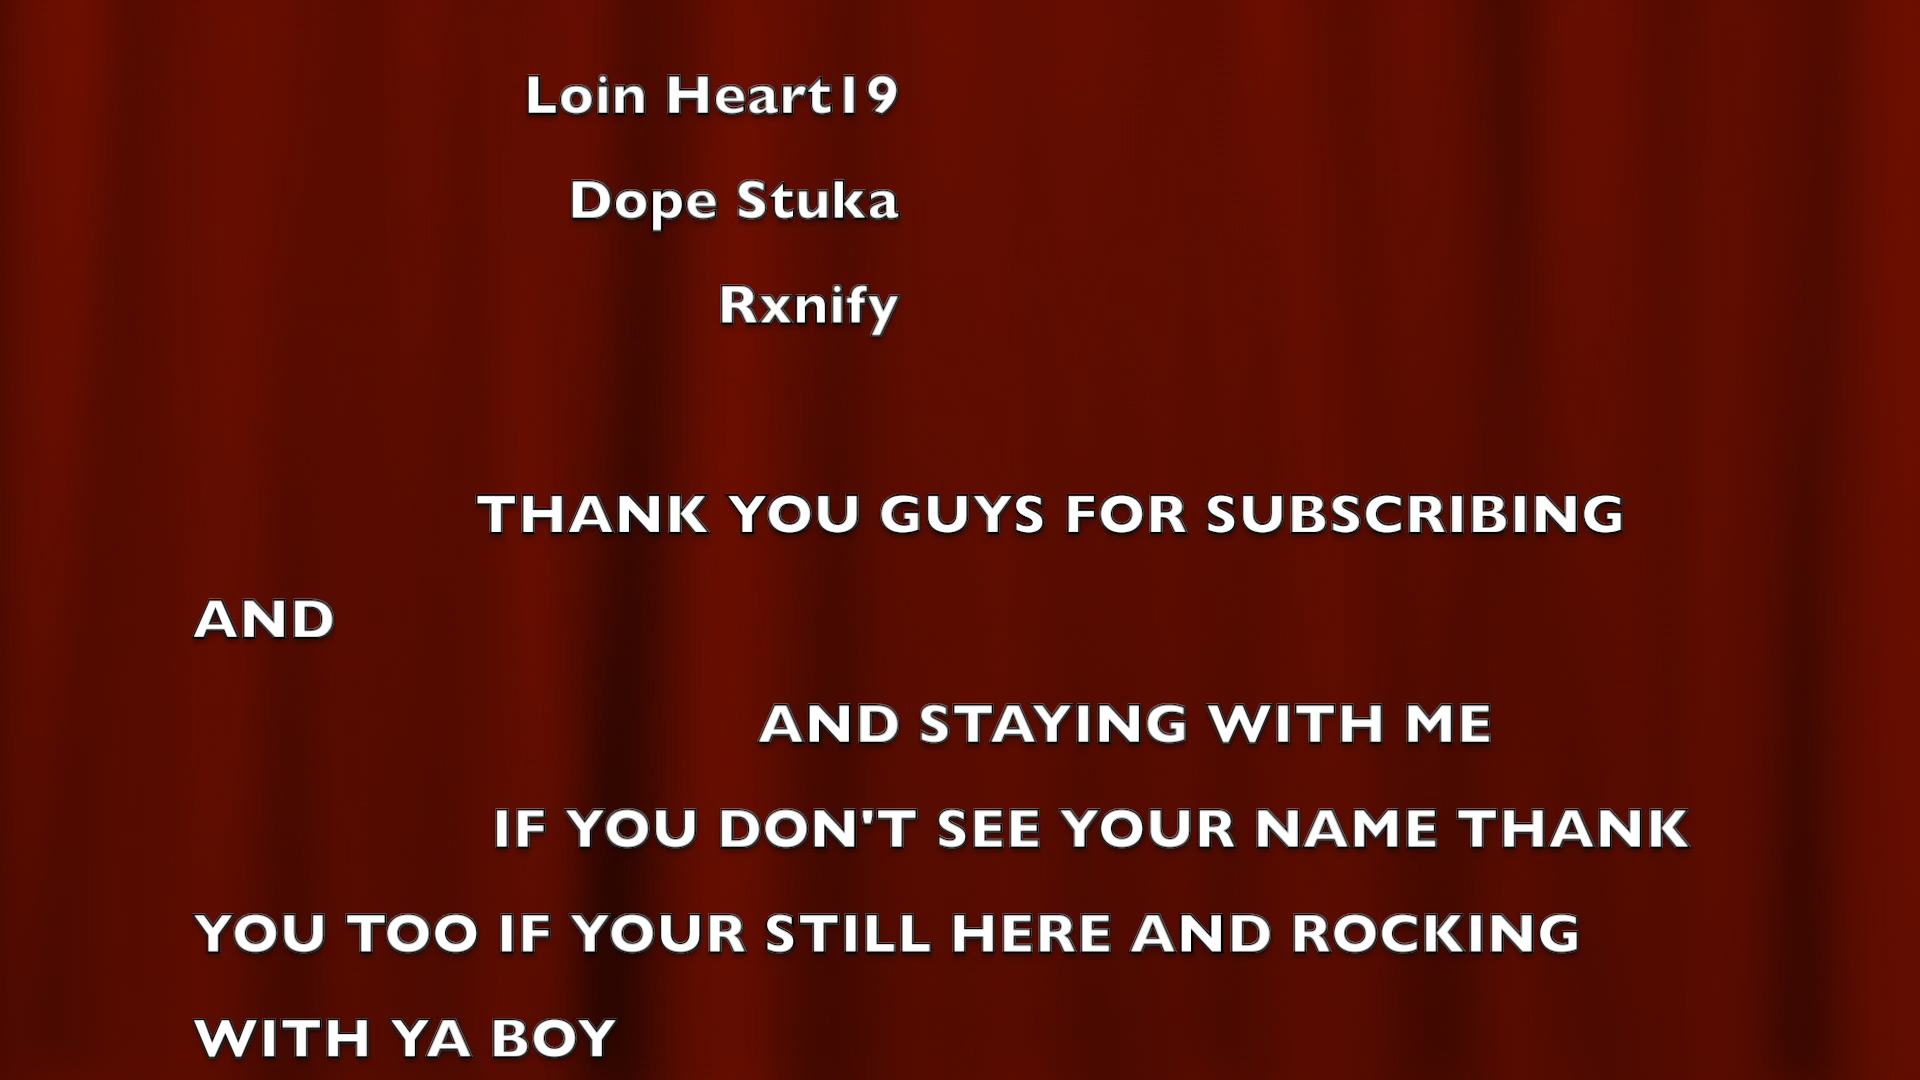 Loin Heart19
Dope Stuka
Rxnify
THANK YOU GUYS FOR SUBSCRIBING
AND
AND STAYING WITH ME
IF YOU DON'T SEE YOUR NAME THANK
YOU TOO IF YOUR STILL HERE AND ROCKING
WITH YA BOY